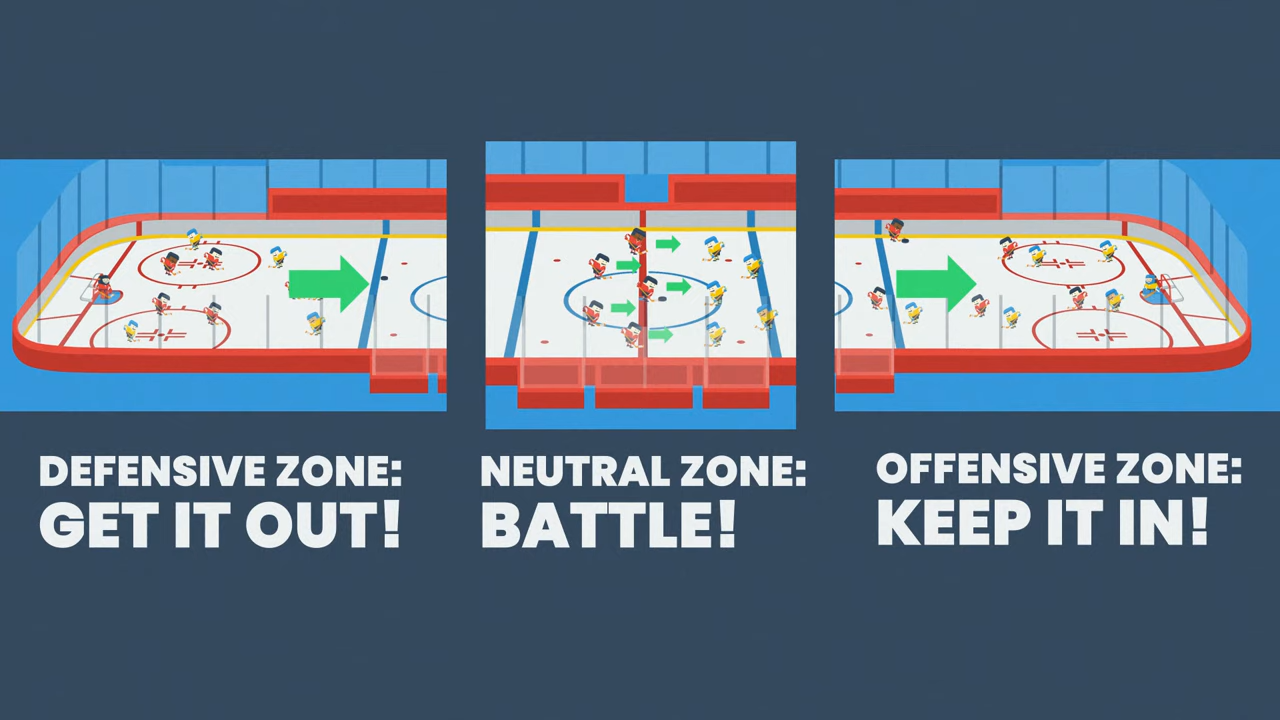 DEFENSIVE ZONE:
GET IT OUT!
NEUTRAL ZONE:
BATTLE!
OFFENSIVE ZONE:
KEEP IT IN!